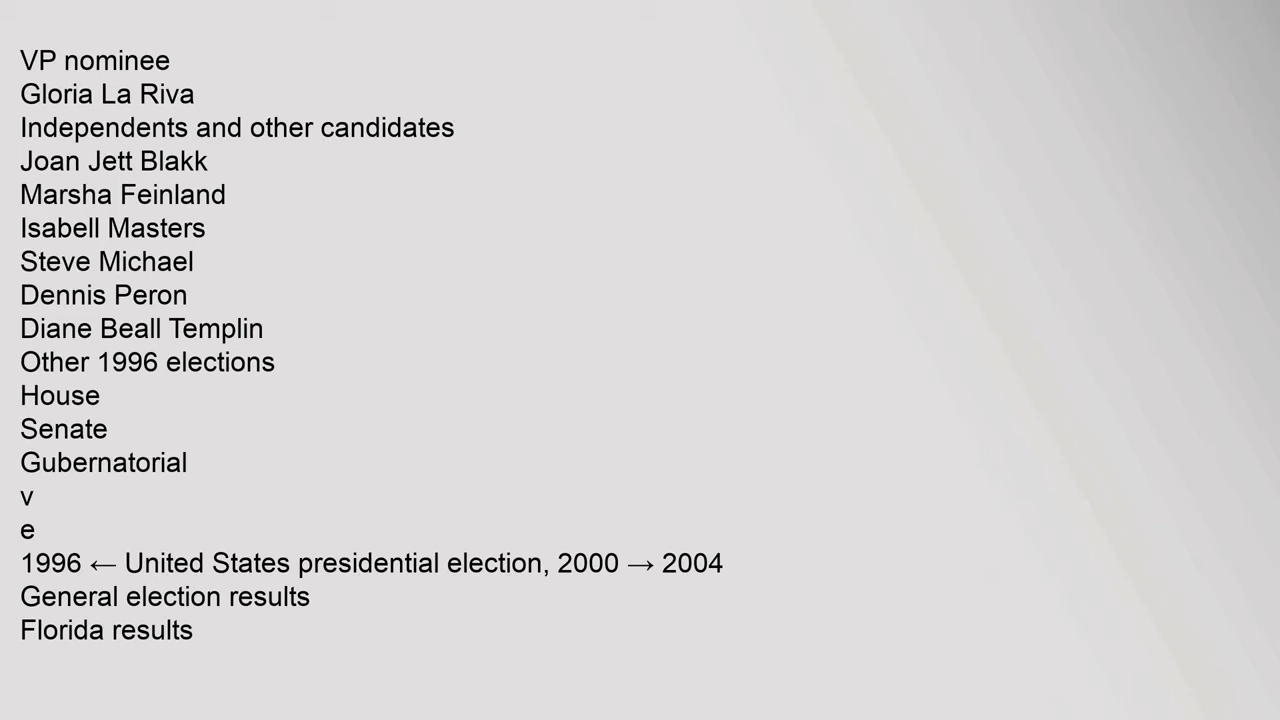 VP nominee
Gloria La Riva
Independents and other candidates
Joan Jett Blakk
Marsha Feinland
Isabell Masters
Steve Michael
Dennis Peron
Diane Beall Templin
Other 1996 elections
House
Senate
Gubernatorial
v
e
1996 ← United States presidential election, 2000 → 2004
General election results
Florida results